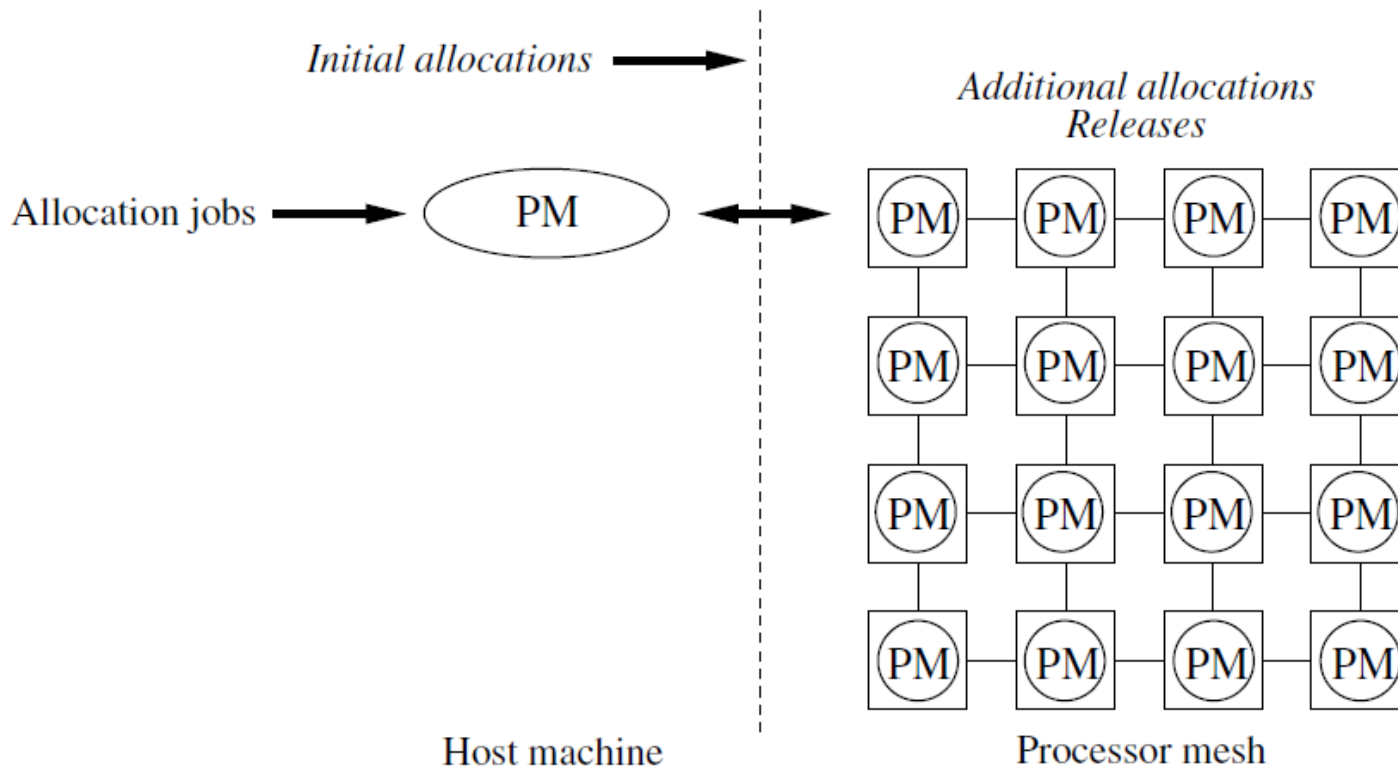 Initial allocations
Additional allocations
Releases
Allocation jobs
PM
PM PM PM PM
PM PM PM PM
PM PM PM PM
PM PM PM PM
Host machine
Processor mesh